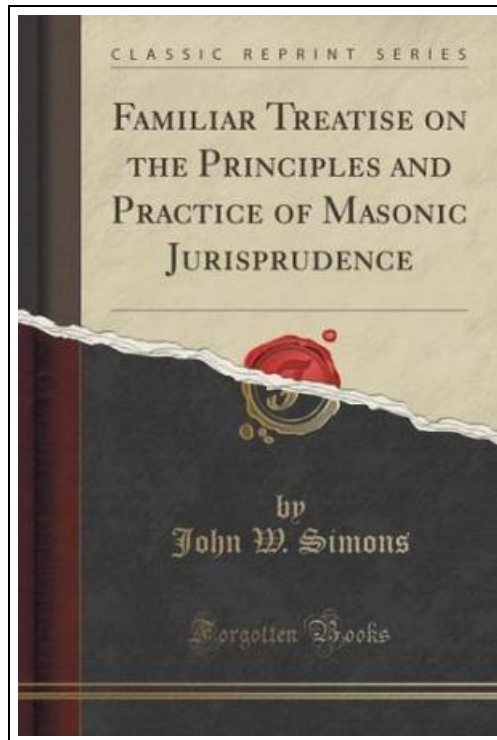 CLASSIC REPRINT SERIES
FAMILIAR TREATISE ON
THE PRINCIPLES AND
PRACTICE OF MASONIC
JURISPRUDENCE
by
John W. Simons
Forgotten Books